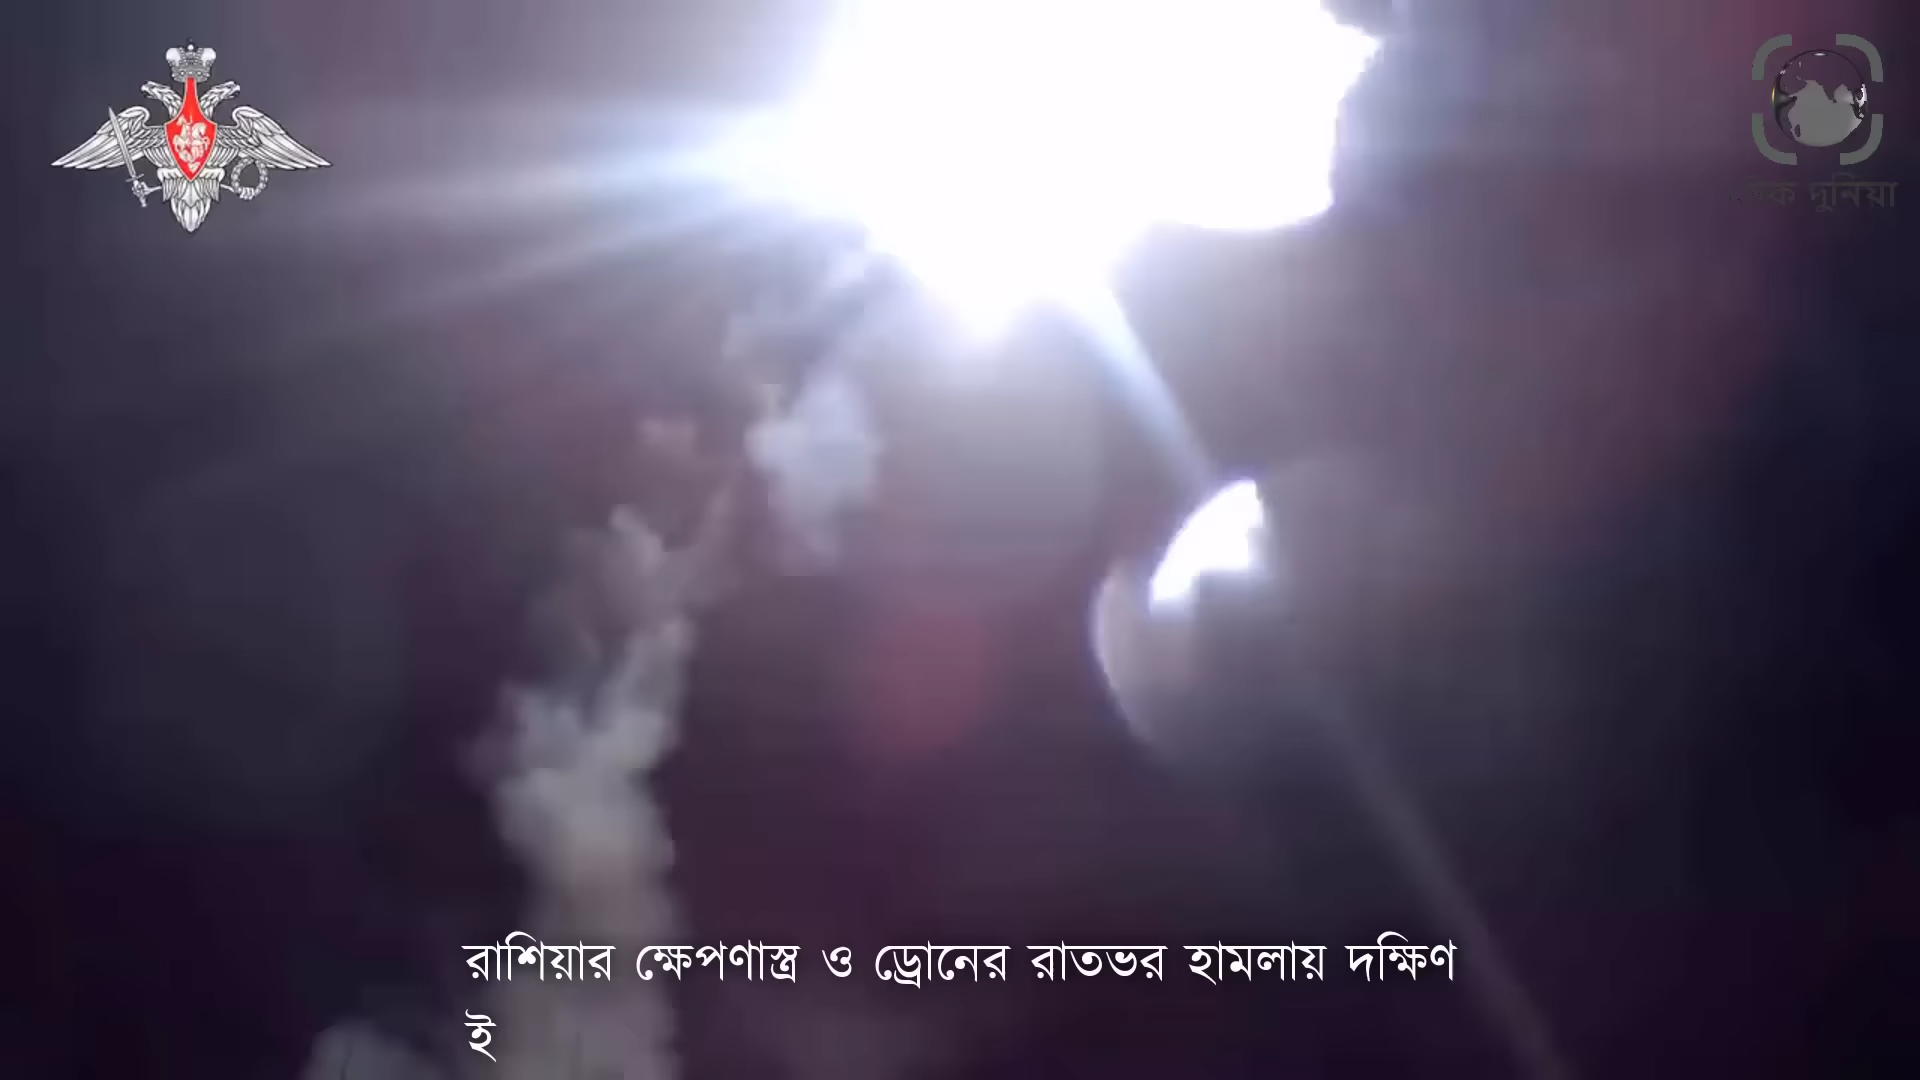 দুনিয়া
রাশিয়ার ক্ষেপণাস্ত্র ও ড্রোনের রাতভর হামলায় দক্ষিণ
ই